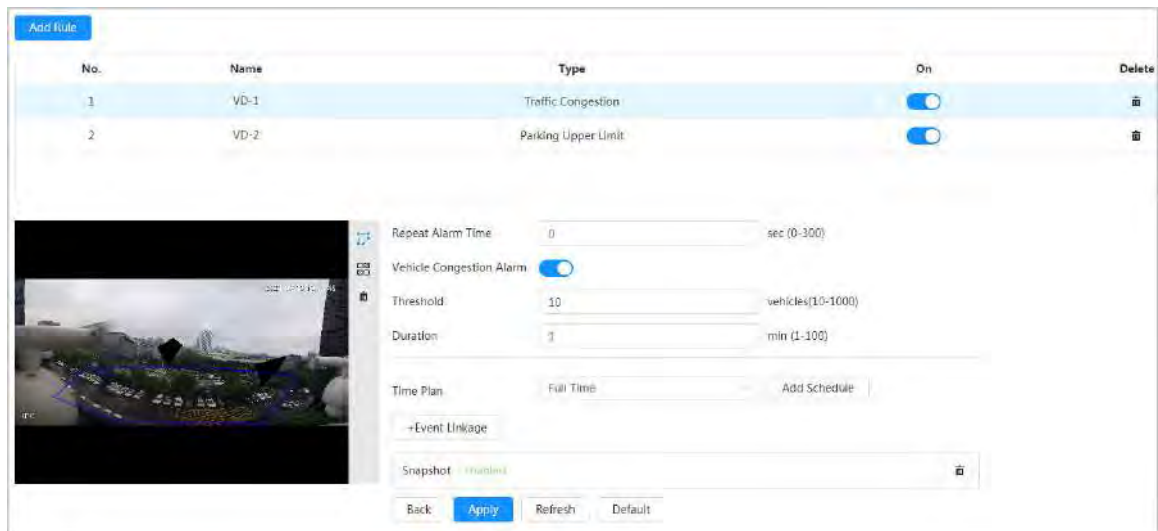 Add Rule
No. Name Type On Delete
1 VD-1 Traffic Congestion
2 VD-2 Parking Upper Limit
Repeat Alarm Time 0 sec (0-300)
Vehicle Congestion Alarm
Threshold 10 vehicles(10-1000)
Duration 1 min (1-100)
Time Plan Full Time Add Schedule
+Event Linkage
Snapshot enabled
Back Apply Refresh Default